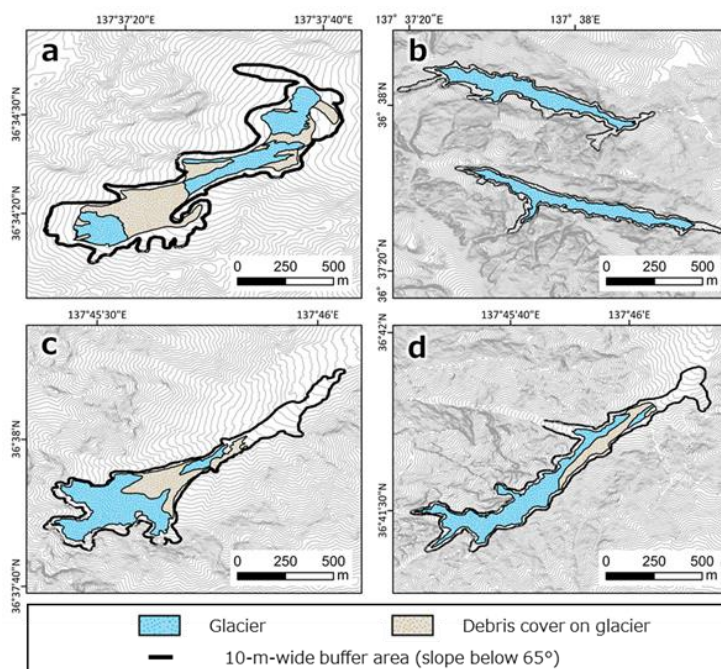 137°37'20"
137°37'40"
137° 37'20"
137° 38'E
a
b
36°34'30"N
36°34'20"N
36° 38'N
36° 37'20"N
0 250 500
m
0 250 500
m
137°45'30"E
137°46'E
137°45'40"E
137°46'E
c
d
36°38'N
36°37'40"N
36°42'N
36°41'30"N
0 250 500
m
0 250 500
m
Glacier
Debris cover on glacier
10-m-wide buffer area (slope below 65°)